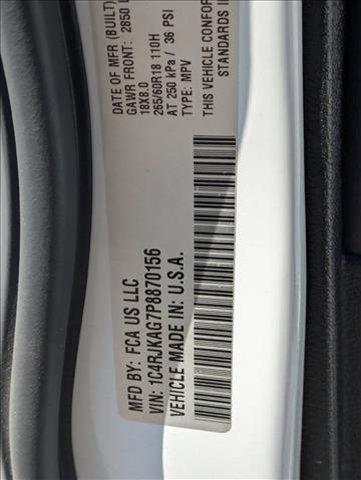 DATE OF MFR (BUILT)
GAWR FRONT: 2850
18X8.0
265/60R18 110H
AT 250 kPa / 36 PSI
TYPE: MPV
THIS VEHICLE CONFOR
STANDARDS I
MFD BY: FCA US LLC
VIN: 1C4RJKAG7P8870156
VEHICLE MADE IN: U.S.A.